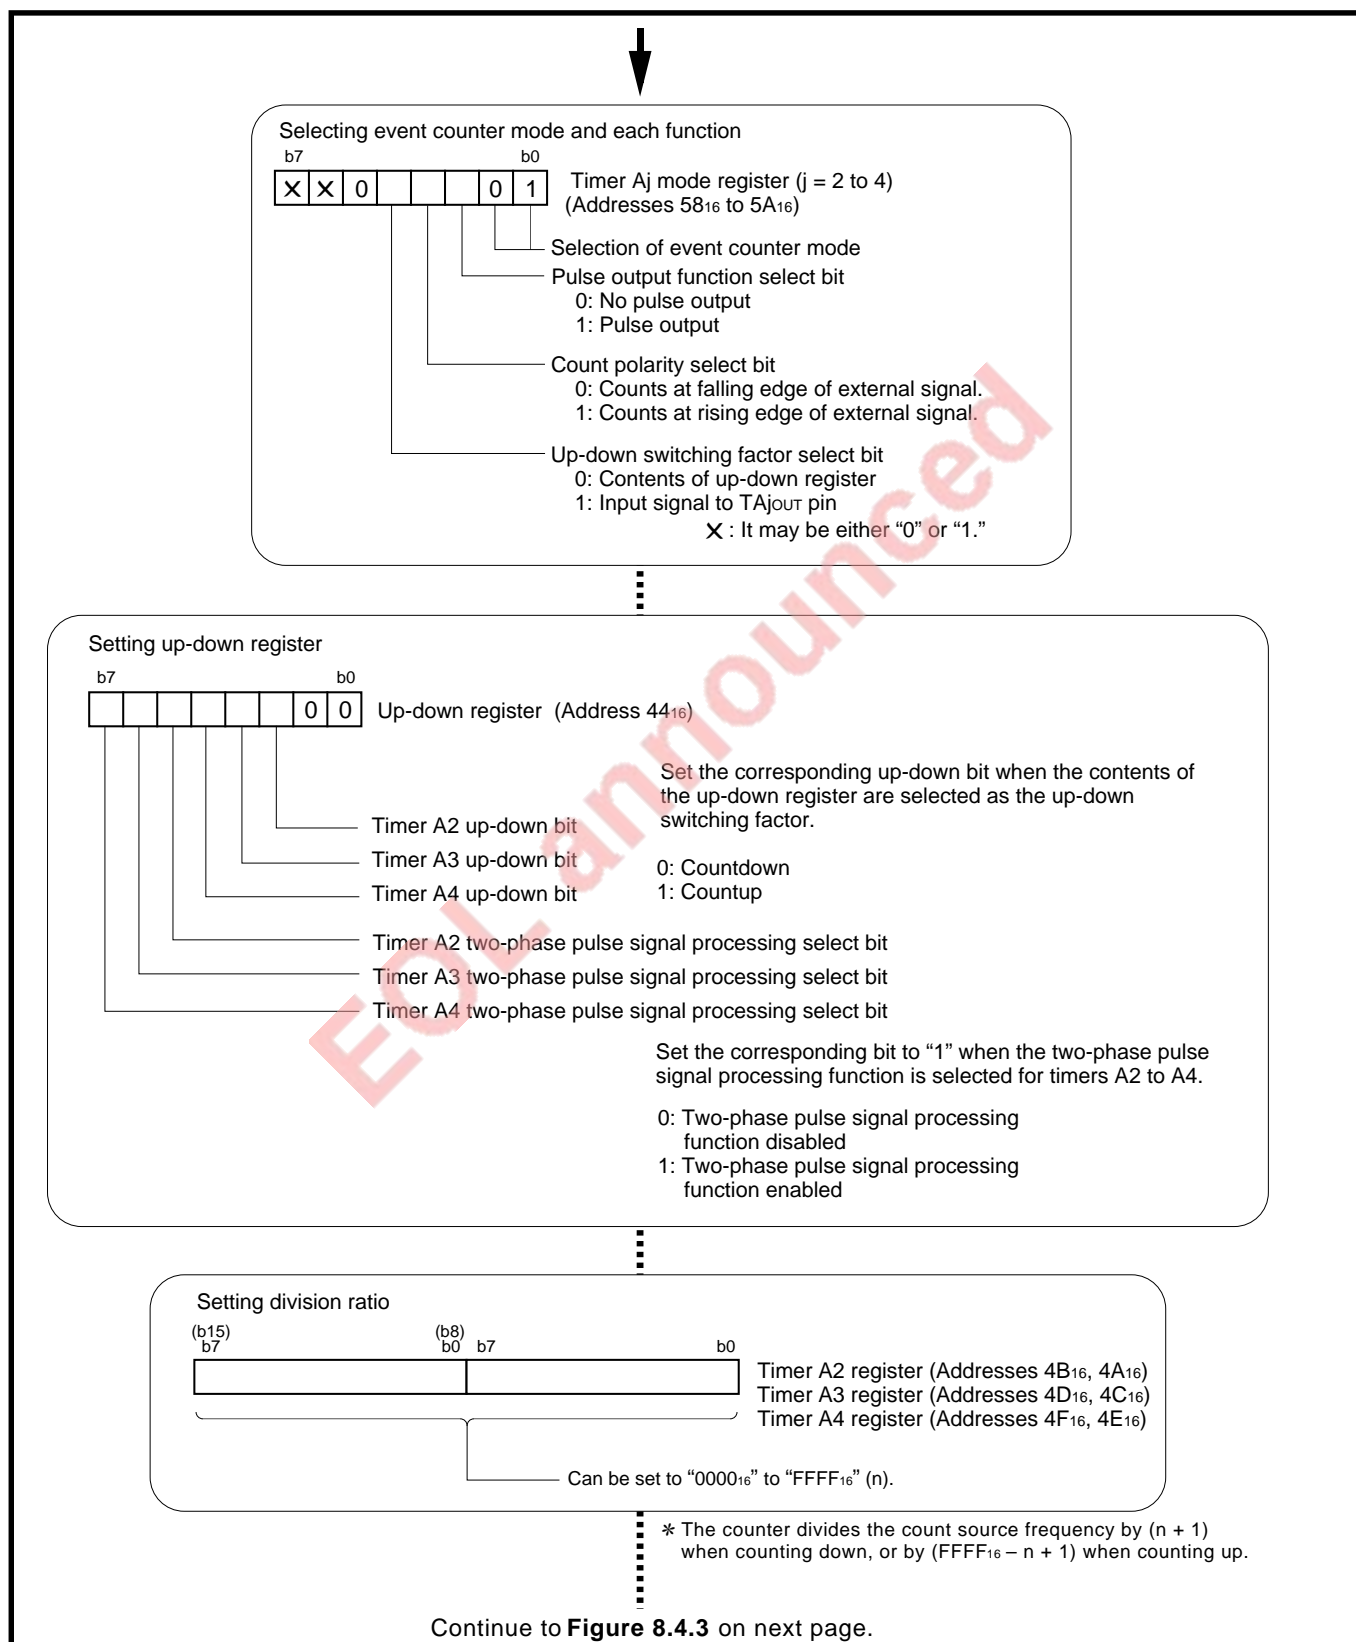 Selecting event counter mode and each function
b7 b0
X X 0 0 1
Timer Aj mode register (j = 2 to 4)
(Addresses 5816 to 5A16)
Selection of event counter mode
Pulse output function select bit
0: No pulse output
1: Pulse output
Count polarity select bit
0: Counts at falling edge of external signal.
1: Counts at rising edge of external signal.
Up-down switching factor select bit
0: Contents of up-down register
1: Input signal to TAjOUT pin
X : It may be either “0” or “1.”
Setting up-down register
b7 b0
0 0 Up-down register (Address 4416)
Set the corresponding up-down bit when the contents of
the up-down register are selected as the up-down
switching factor.
Timer A2 up-down bit
Timer A3 up-down bit
Timer A4 up-down bit
0: Countdown
1: Countup
Timer A2 two-phase pulse signal processing select bit
Timer A3 two-phase pulse signal processing select bit
Timer A4 two-phase pulse signal processing select bit
Set the corresponding bit to “1” when the two-phase pulse
signal processing function is selected for timers A2 to A4.
0: Two-phase pulse signal processing
function disabled
1: Two-phase pulse signal processing
function enabled
Setting division ratio
(b15) (b8)
b7 b0 b7 b0
Timer A2 register (Addresses 4B16, 4A16)
Timer A3 register (Addresses 4D16, 4C16)
Timer A4 register (Addresses 4F16, 4E16)
Can be set to “000016” to “FFFF16” (n).
* The counter divides the count source frequency by (n + 1)
when counting down, or by (FFFF16 – n + 1) when counting up.
Continue to Figure 8.4.3 on next page.
EOL announced